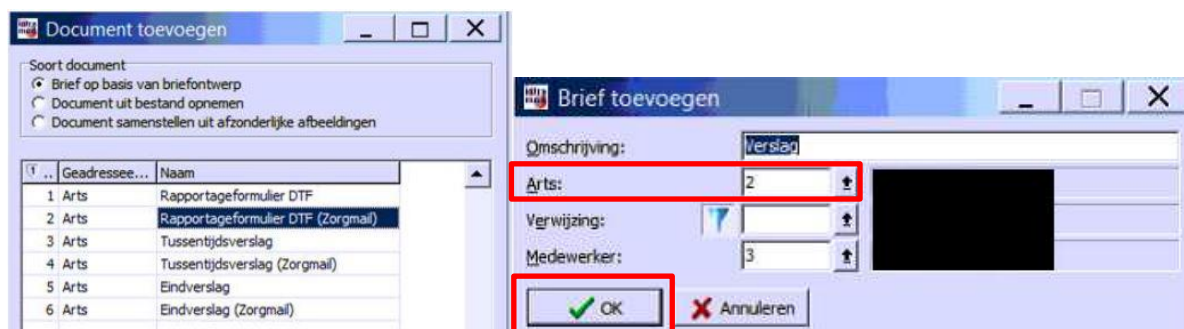 Document toevoegen
Soort document
Brief op basis van briefontwerp
Document uit bestand opnemen
Document samenstellen uit afzonderlijke afbeeldingen
.. Geadressee... Naam
1 Arts Rapportageformulier DTF
2 Arts Rapportageformulier DTF (Zorgmail)
3 Arts Tussentijdsverslag
4 Arts Tussentijdsverslag (Zorgmail)
5 Arts Eindverslag
6 Arts Eindverslag (Zorgmail)
Brief toevoegen
Omschrijving: Verslag
Arts: 2
Verwijzing:
Medewerker: 3
OK Annuleren